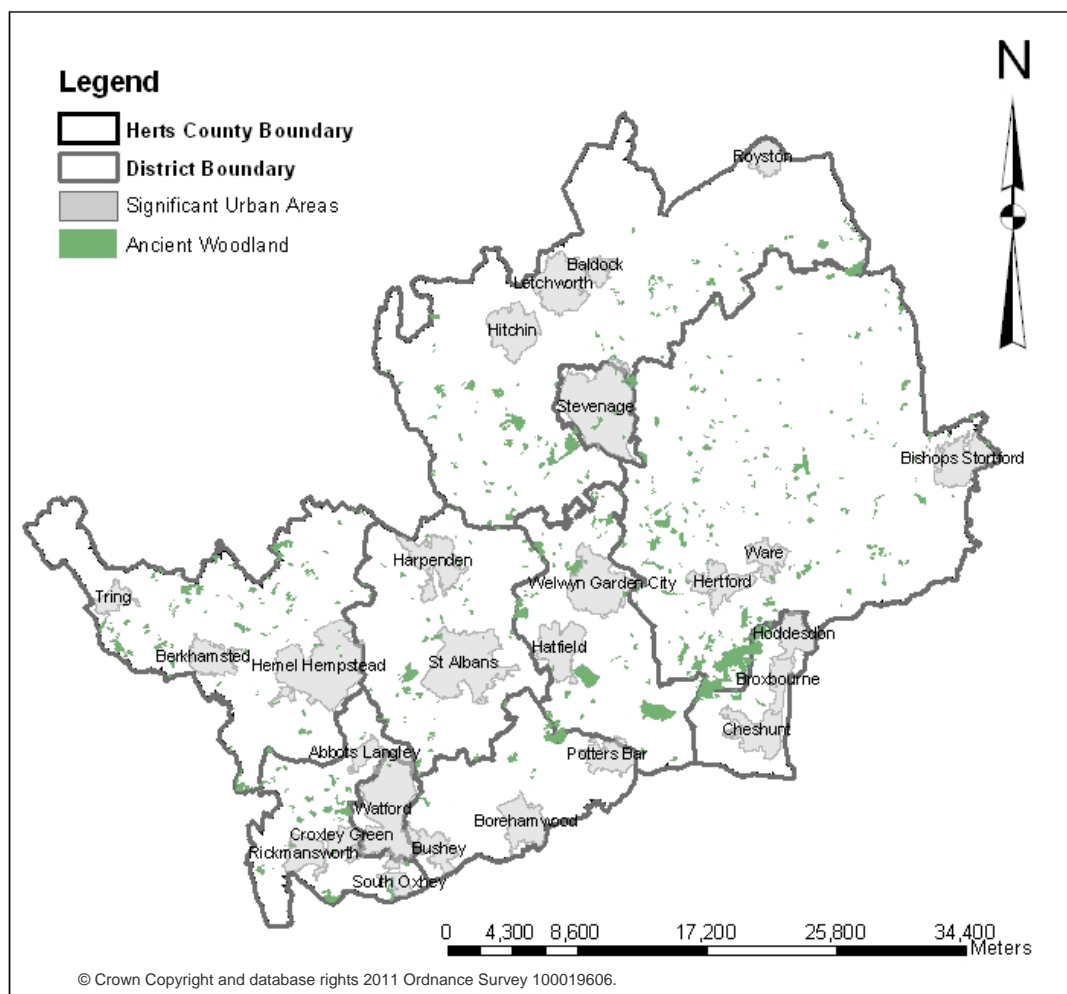 N
Legend
Herts County Boundary
District Boundary
Significant Urban Areas
Ancient Woodland
Royston
Baldock
Letchworth
Hitchin
Stevenage
Bishops Stortford
Harpenden
Ware
Welwyn Garden City
Hertford
Tring
Hoddesdon
Hatfield
Berkhamsted
Hemel Hempstead
St Albans
Broxbourne
Cheshunt
Abbots Langley
Potters Bar
Watford
Borehamwood
Croxley Green
Bushey
Rickmansworth
South Oxhey
0 4,300 8,600 17,200 25,800 34,400
Meters
© Crown Copyright and database rights 2011 Ordnance Survey 100019606.